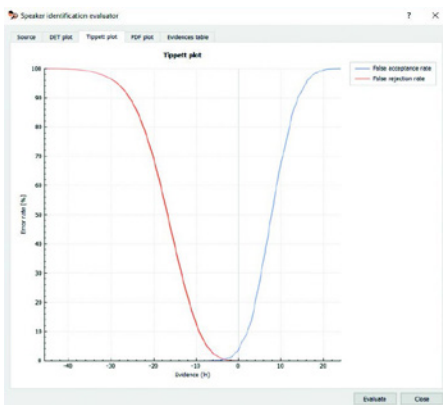 Speaker identification evaluator ? ×
Source DET plot Tippett plot PDF plot Evidences table
Tippett plot
False acceptance rate
False rejection rate
100
90
80
70
60
50
40
30
20
10
0
Error rate [%]
-40 -30 -20 -10 0 10 20
Evidence [ln]
Evaluate Close